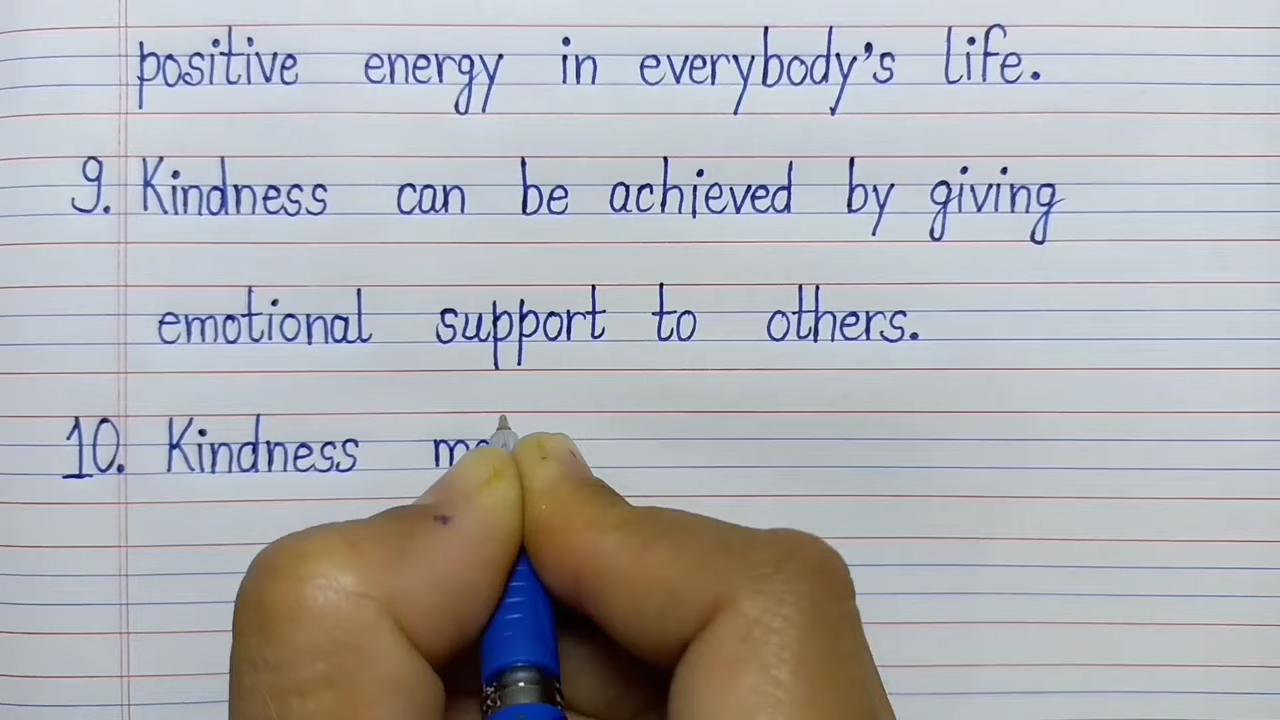 positive energy in everybody's life.
9. Kindness can be achieved by giving
emotional support to others.
10. Kindness